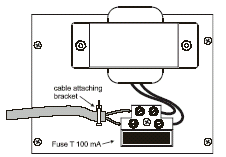 cable attaching
bracket
Fuse T 100 mA